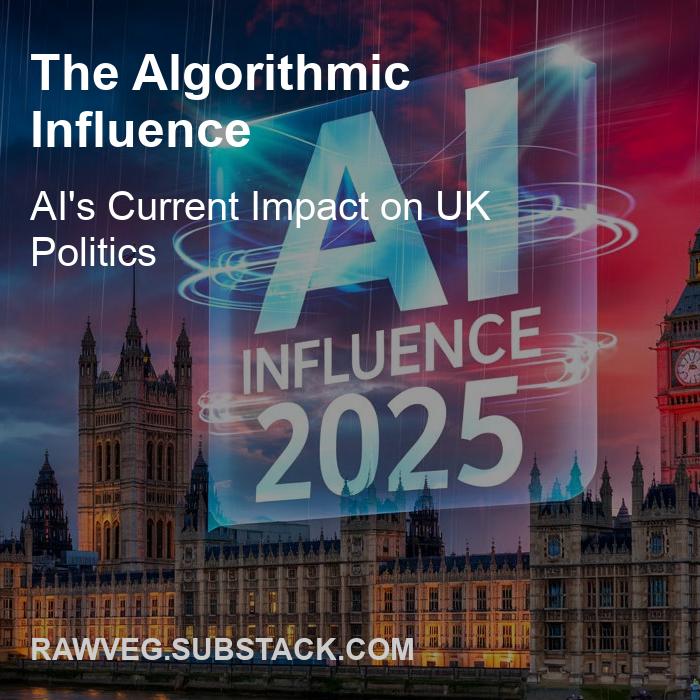 The Algorithmic
Influence
AI's Current Impact on UK
Politics
AI
INFLUENCE
2025
RAWVEG.SUBSTACK.COM